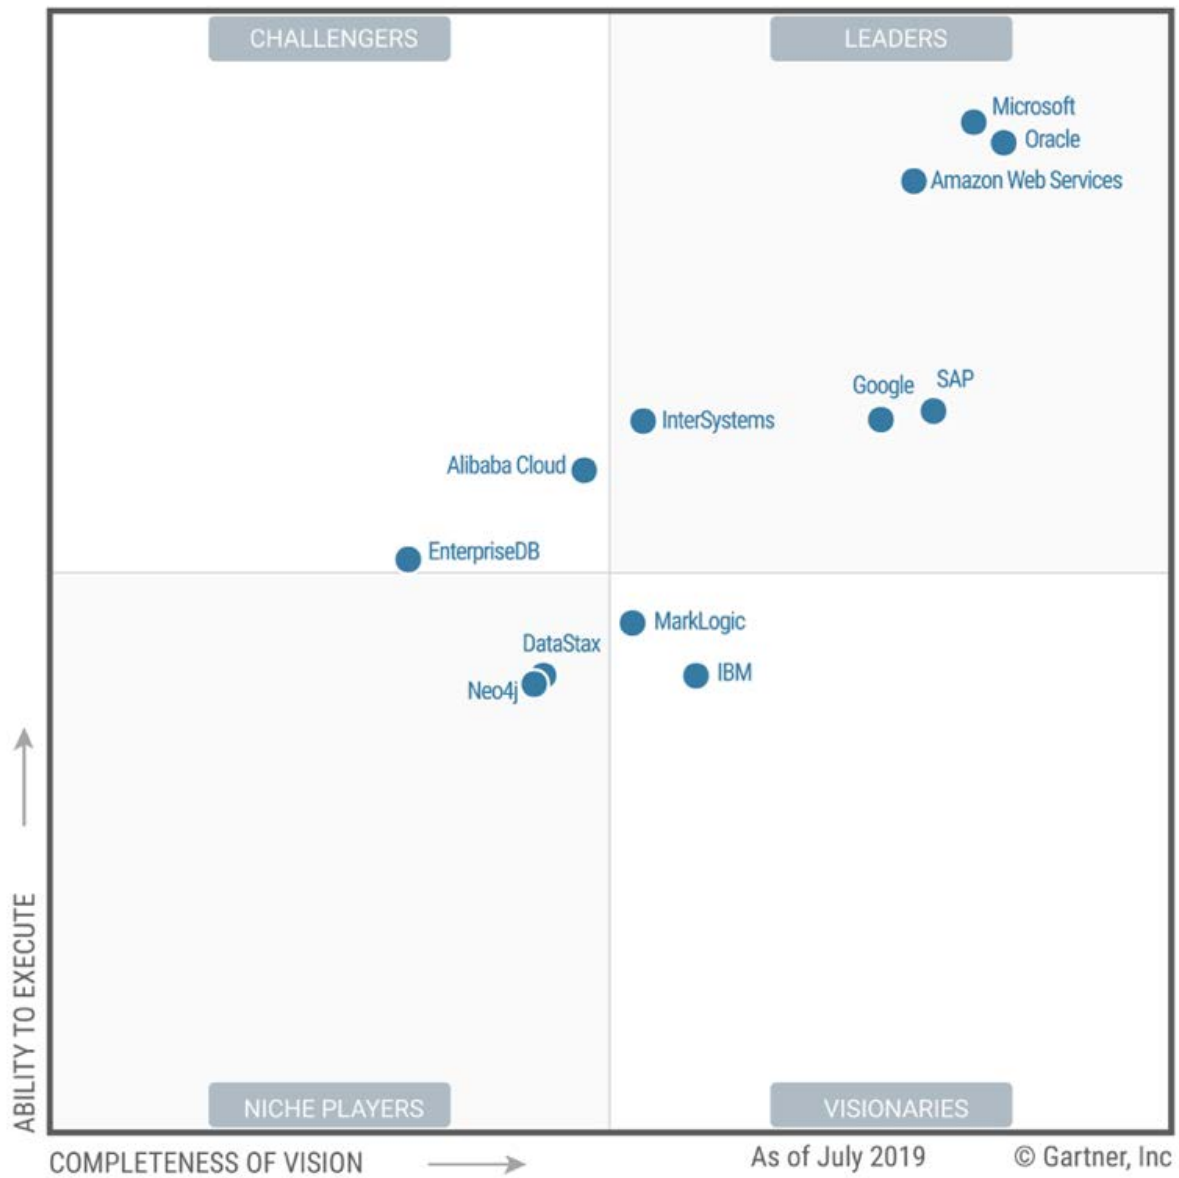 CHALLENGERS
LEADERS
Microsoft
Oracle
Amazon Web Services
Google
SAP
InterSystems
Alibaba Cloud
EnterpriseDB
MarkLogic
DataStax
IBM
Neo4j
ABILITY TO EXECUTE
NICHE PLAYERS
VISIONARIES
COMPLETENESS OF VISION
As of July 2019
© Gartner, Inc